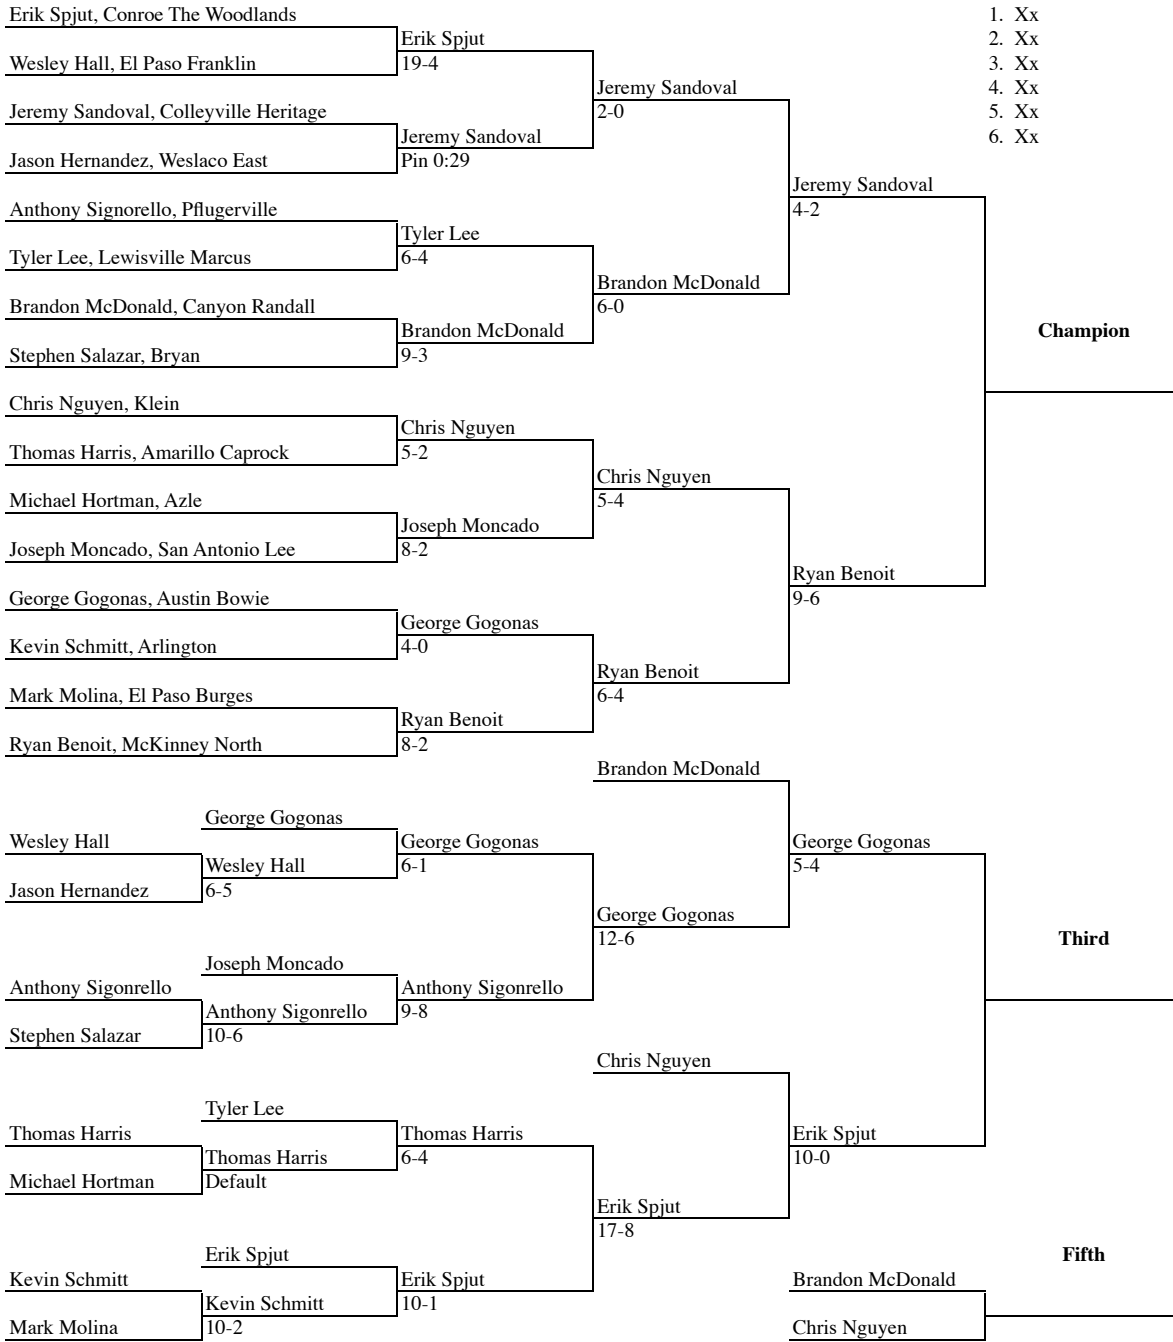 Erik Spjut, Conroe The Woodlands
1. Xx
2. Xx
3. Xx
4. Xx
5. Xx
6. Xx
Erik Spjut
Wesley Hall, El Paso Franklin
19-4
Jeremy Sandoval
Jeremy Sandoval, Colleyville Heritage
2-0
Jeremy Sandoval
Jason Hernandez, Weslaco East
Pin 0:29
Jeremy Sandoval
4-2
Anthony Signorello, Pflugerville
Tyler Lee
Tyler Lee, Lewisville Marcus
6-4
Brandon McDonald
6-0
Brandon McDonald, Canyon Randall
Brandon McDonald
Stephen Salazar, Bryan
9-3
Champion
Chris Nguyen, Klein
Chris Nguyen
Thomas Harris, Amarillo Caprock
5-2
Chris Nguyen
5-4
Michael Hortman, Azle
Joseph Moncado
Joseph Moncado, San Antonio Lee
8-2
Ryan Benoit
9-6
George Gogonas, Austin Bowie
George Gogonas
Kevin Schmitt, Arlington
4-0
Ryan Benoit
6-4
Mark Molina, El Paso Burges
Ryan Benoit
Ryan Benoit, McKinney North
8-2
Brandon McDonald
George Gogonas
Wesley Hall
George Gogonas
George Gogonas
Wesley Hall
6-1
5-4
Jason Hernandez
6-5
George Gogonas
12-6
Third
Joseph Moncado
Anthony Sigonrello
Anthony Sigonrello
Anthony Sigonrello
9-8
Stephen Salazar
10-6
Chris Nguyen
Tyler Lee
Thomas Harris
Thomas Harris
Erik Spjut
Thomas Harris
6-4
10-0
Michael Hortman
Default
Erik Spjut
17-8
Erik Spjut
Fifth
Kevin Schmitt
Erik Spjut
Brandon McDonald
Kevin Schmitt
10-1
Mark Molina
10-2
Chris Nguyen